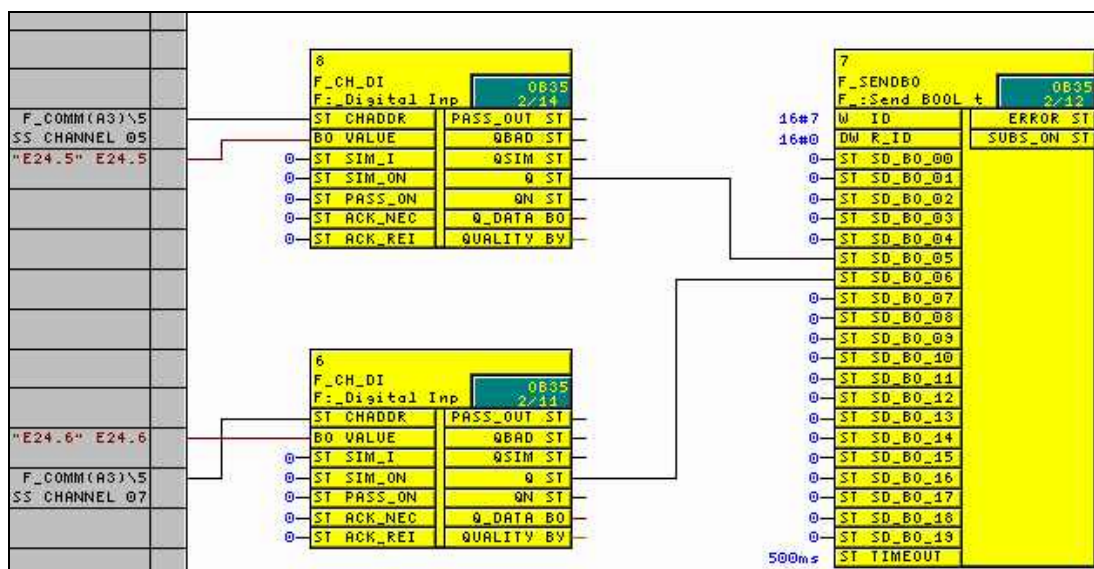 8
F_CH_DI
F:_Digital Inp
OB35
2/14
F_COMM(A3)\5
SS CHANNEL 05
"E24.5" E24.5
ST CHADDR PASS_OUT ST
BO VALUE QBAD ST
0 ST SIM_I QSIM ST
0 ST SIM_ON Q ST
0 ST PASS_ON QN ST
0 ST ACK_NEC Q_DATA BO
0 ST ACK_REI QUALITY BY
7
F_SENDBO
F_:Send BOOL t
OB35
2/12
16#7 W ID ERROR ST
16#0 DW R_ID SUBS_ON ST
0 ST SD_BO_00
0 ST SD_BO_01
0 ST SD_BO_02
0 ST SD_BO_03
0 ST SD_BO_04
ST SD_BO_05
ST SD_BO_06
0 ST SD_BO_07
0 ST SD_BO_08
0 ST SD_BO_09
0 ST SD_BO_10
0 ST SD_BO_11
0 ST SD_BO_12
0 ST SD_BO_13
0 ST SD_BO_14
0 ST SD_BO_15
0 ST SD_BO_16
0 ST SD_BO_17
0 ST SD_BO_18
0 ST SD_BO_19
500ms ST TIMEOUT
6
F_CH_DI
F:_Digital Inp
OB35
2/11
"E24.6" E24.6
F_COMM(A3)\5
SS CHANNEL 07
ST CHADDR PASS_OUT ST
BO VALUE QBAD ST
0 ST SIM_I QSIM ST
0 ST SIM_ON Q ST
0 ST PASS_ON QN ST
0 ST ACK_NEC Q_DATA BO
0 ST ACK_REI QUALITY BY